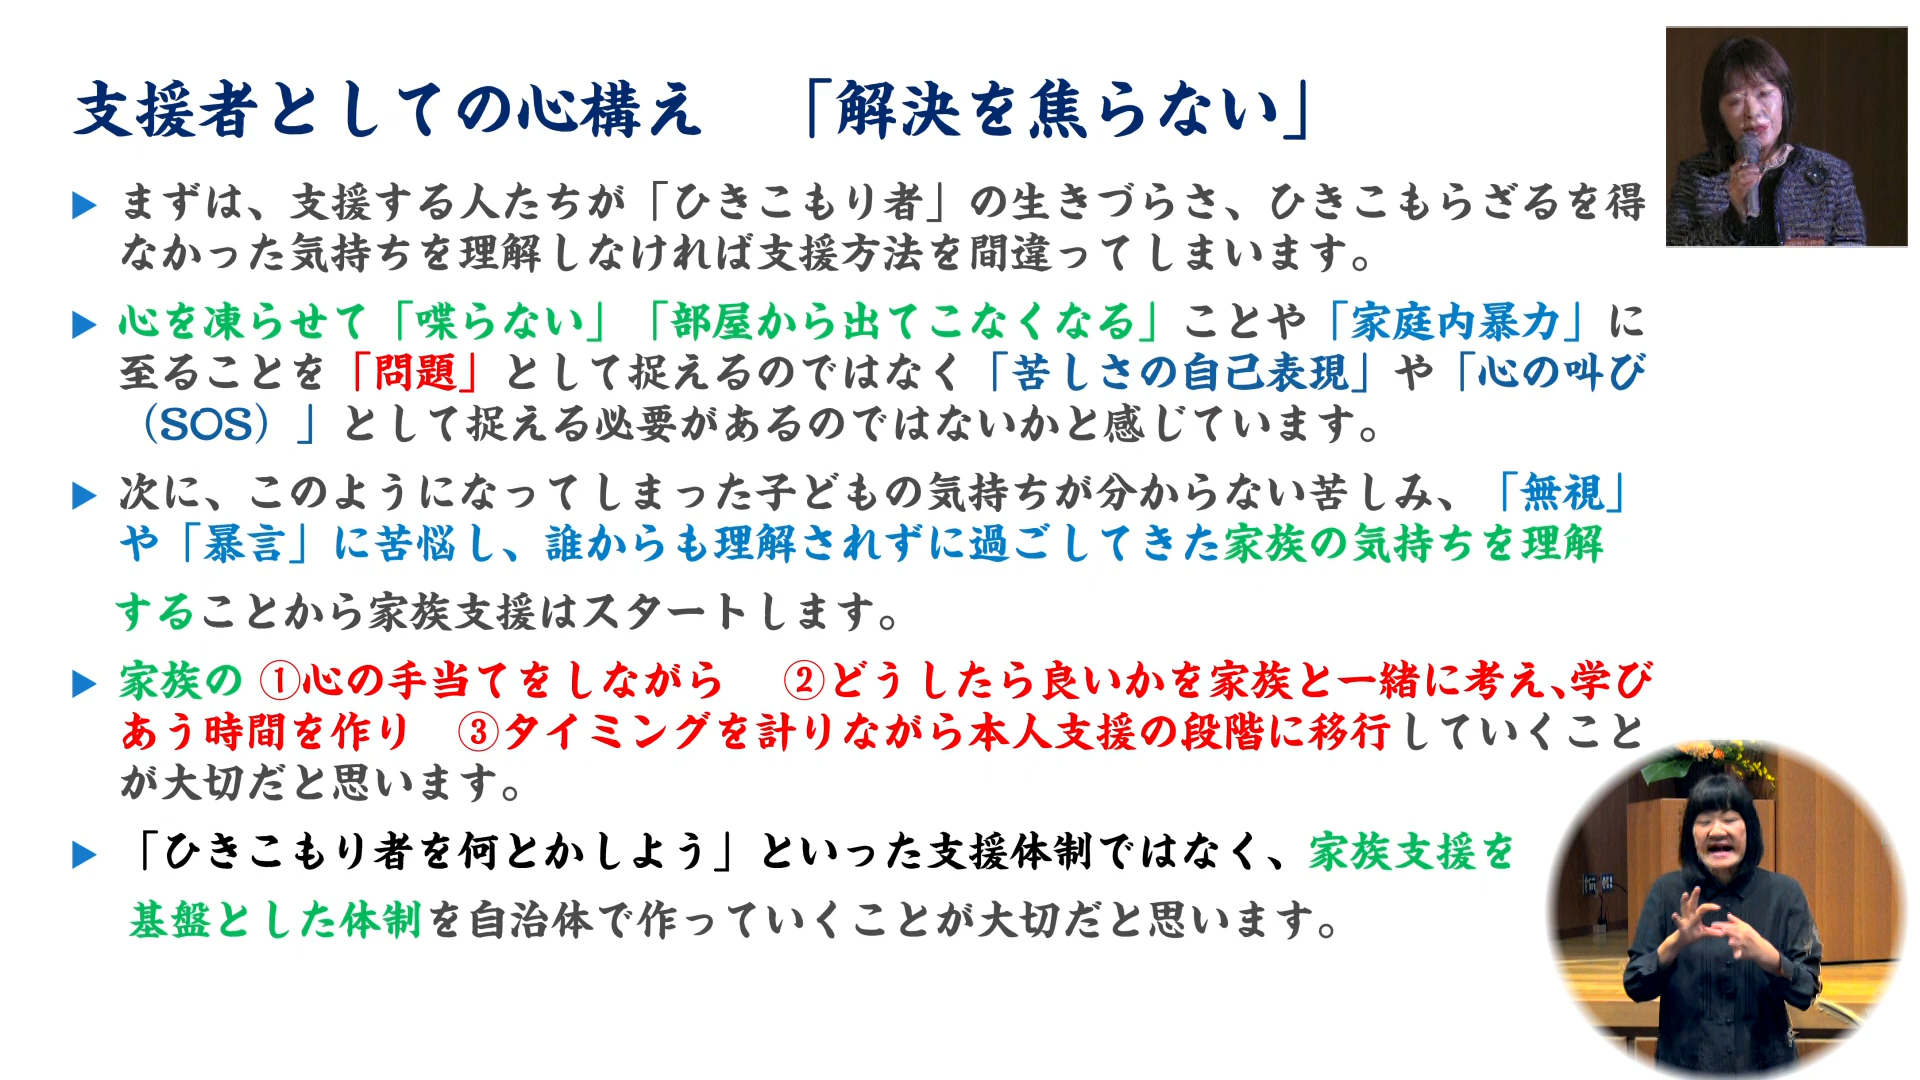 支援者としての心構え　「解決を焦らない」
▶ まずは、支援する人たちが「ひきこもり者」の生きづらさ、ひきこもらざるを得
なかった気持ちを理解しなければ支援方法を間違ってしまいます。
▶ 心を凍らせて「喋らない」「部屋から出てこなくなる」ことや「家庭内暴力」に
至ることを「問題」として捉えるのではなく「苦しさの自己表現」や「心の叫び
（SOS）」として捉える必要があるのではないかと感じています。
▶ 次に、このようになってしまった子どもの気持ちが分からない苦しみ、「無視」
や「暴言」に苦悩し、誰からも理解されずに過ごしてきた家族の気持ちを理解
することから家族支援はスタートします。
▶ 家族の ①心の手当てをしながら　②どうしたら良いかを家族と一緒に考え、学び
あう時間を作り　③タイミングを計りながら本人支援の段階に移行していくこと
が大切だと思います。
▶ 「ひきこもり者を何とかしよう」といった支援体制ではなく、家族支援を
基盤とした体制を自治体で作っていくことが大切だと思います。